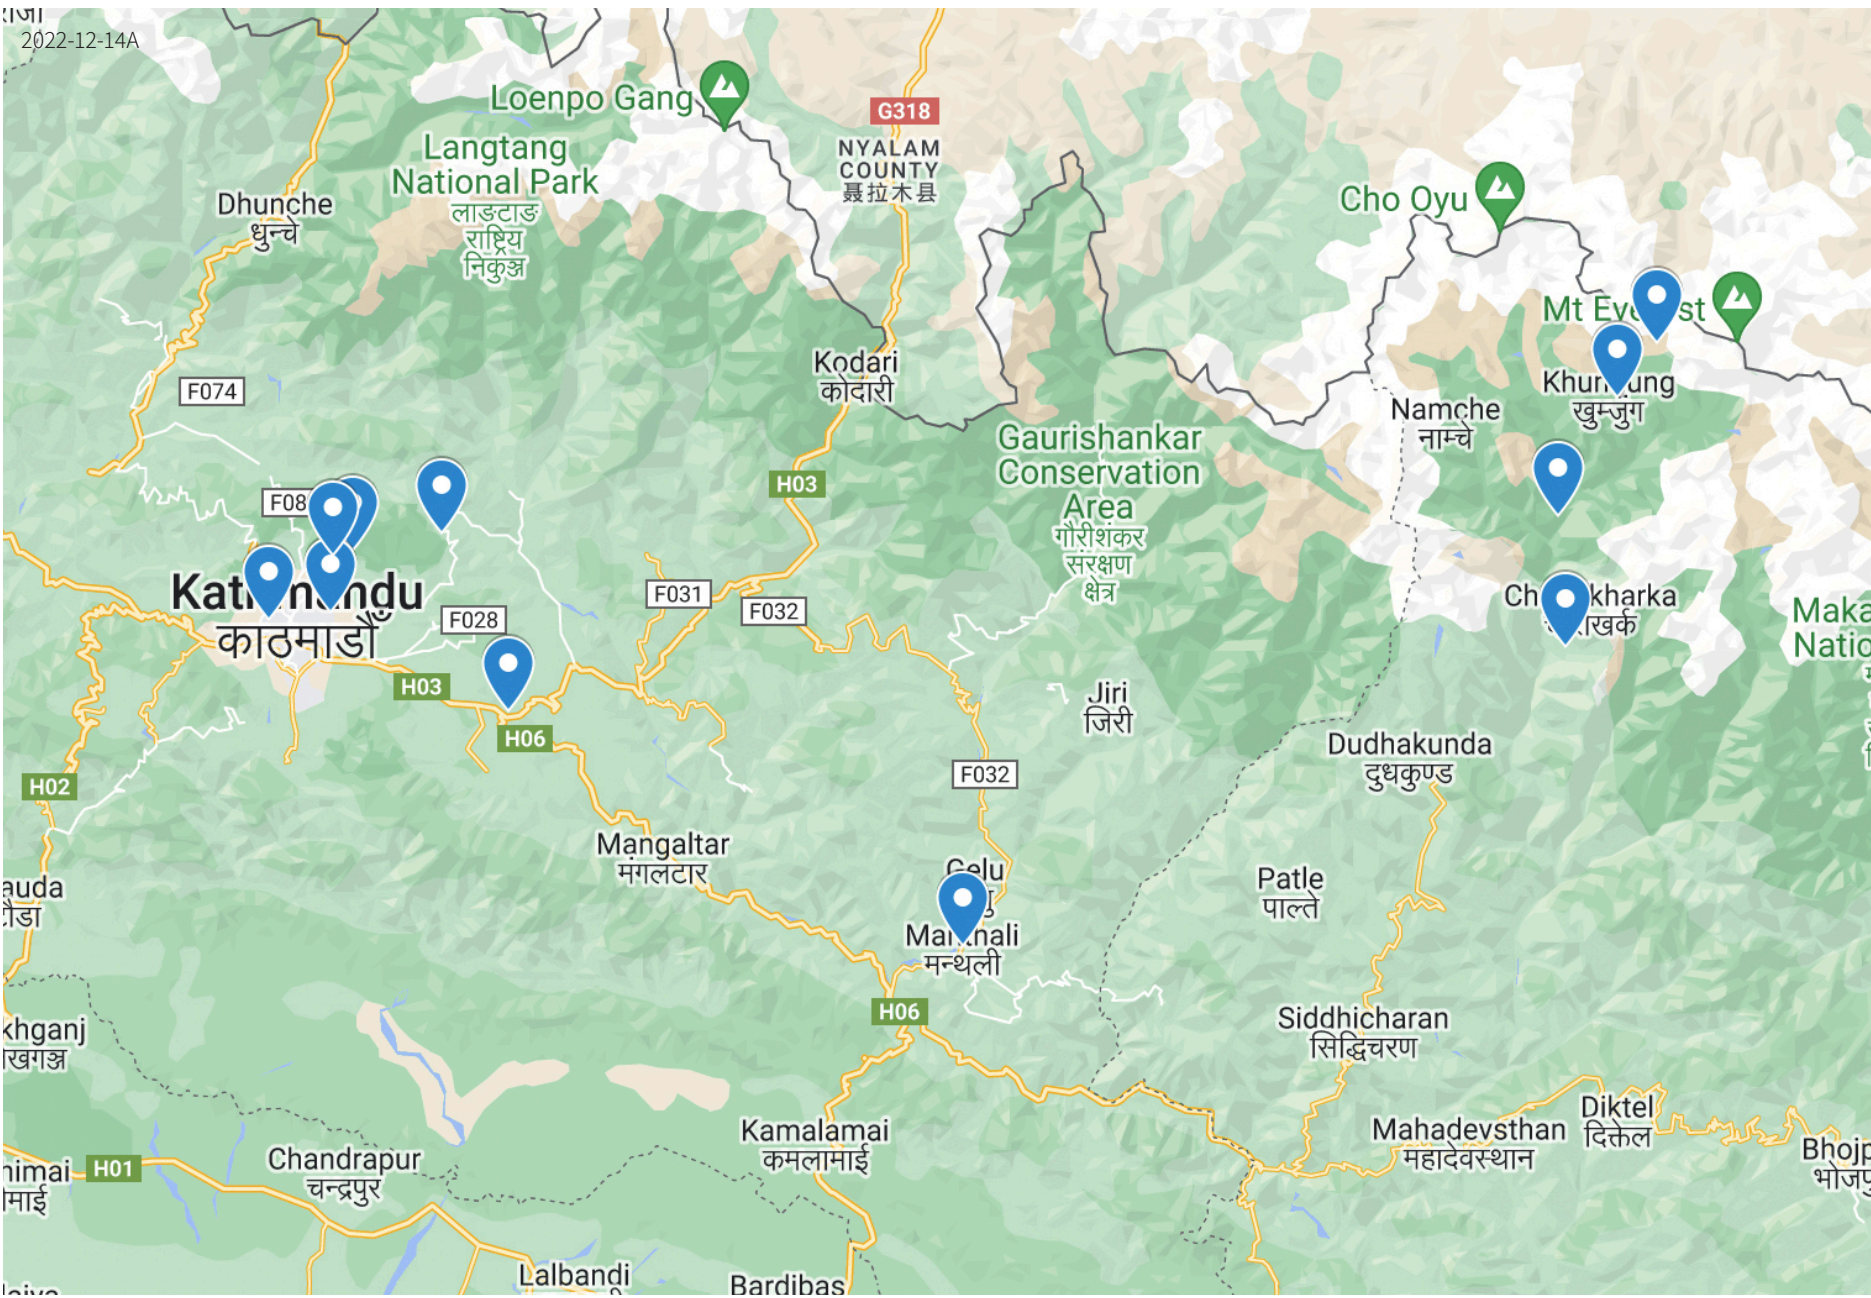 2022-12-14A
Loenpo Gang
G318
Langtang
National Park
लाङटाङ
राष्ट्रिय
निकुञ्ज
NYALAM
COUNTY
聂拉木县
Cho Oyu
Dhunche
धुन्चे
Kodari
कोदारी
F074
Namche
नाम्चे
खुम्जुंग
Gaurishankar
Conservation
Area
गौरीशंकर
संरक्षण
क्षेत्र
H03
F031
F032
F028
काठमाडौँ
H03
H06
H02
Jiri
जिरी
F032
Dudhakunda
दुधकुण्ड
Mangaltar
मंगलटार
Patle
पाल्ते
मन्थली
H06
Siddhicharan
सिद्धिचरण
Kamalamai
कमलामाई
Mahadevsthan
महादेवस्थान
Diktel
दिक्तेल
H01
Chandrapur
चन्द्रपुर
Lalbandi
Bardibas